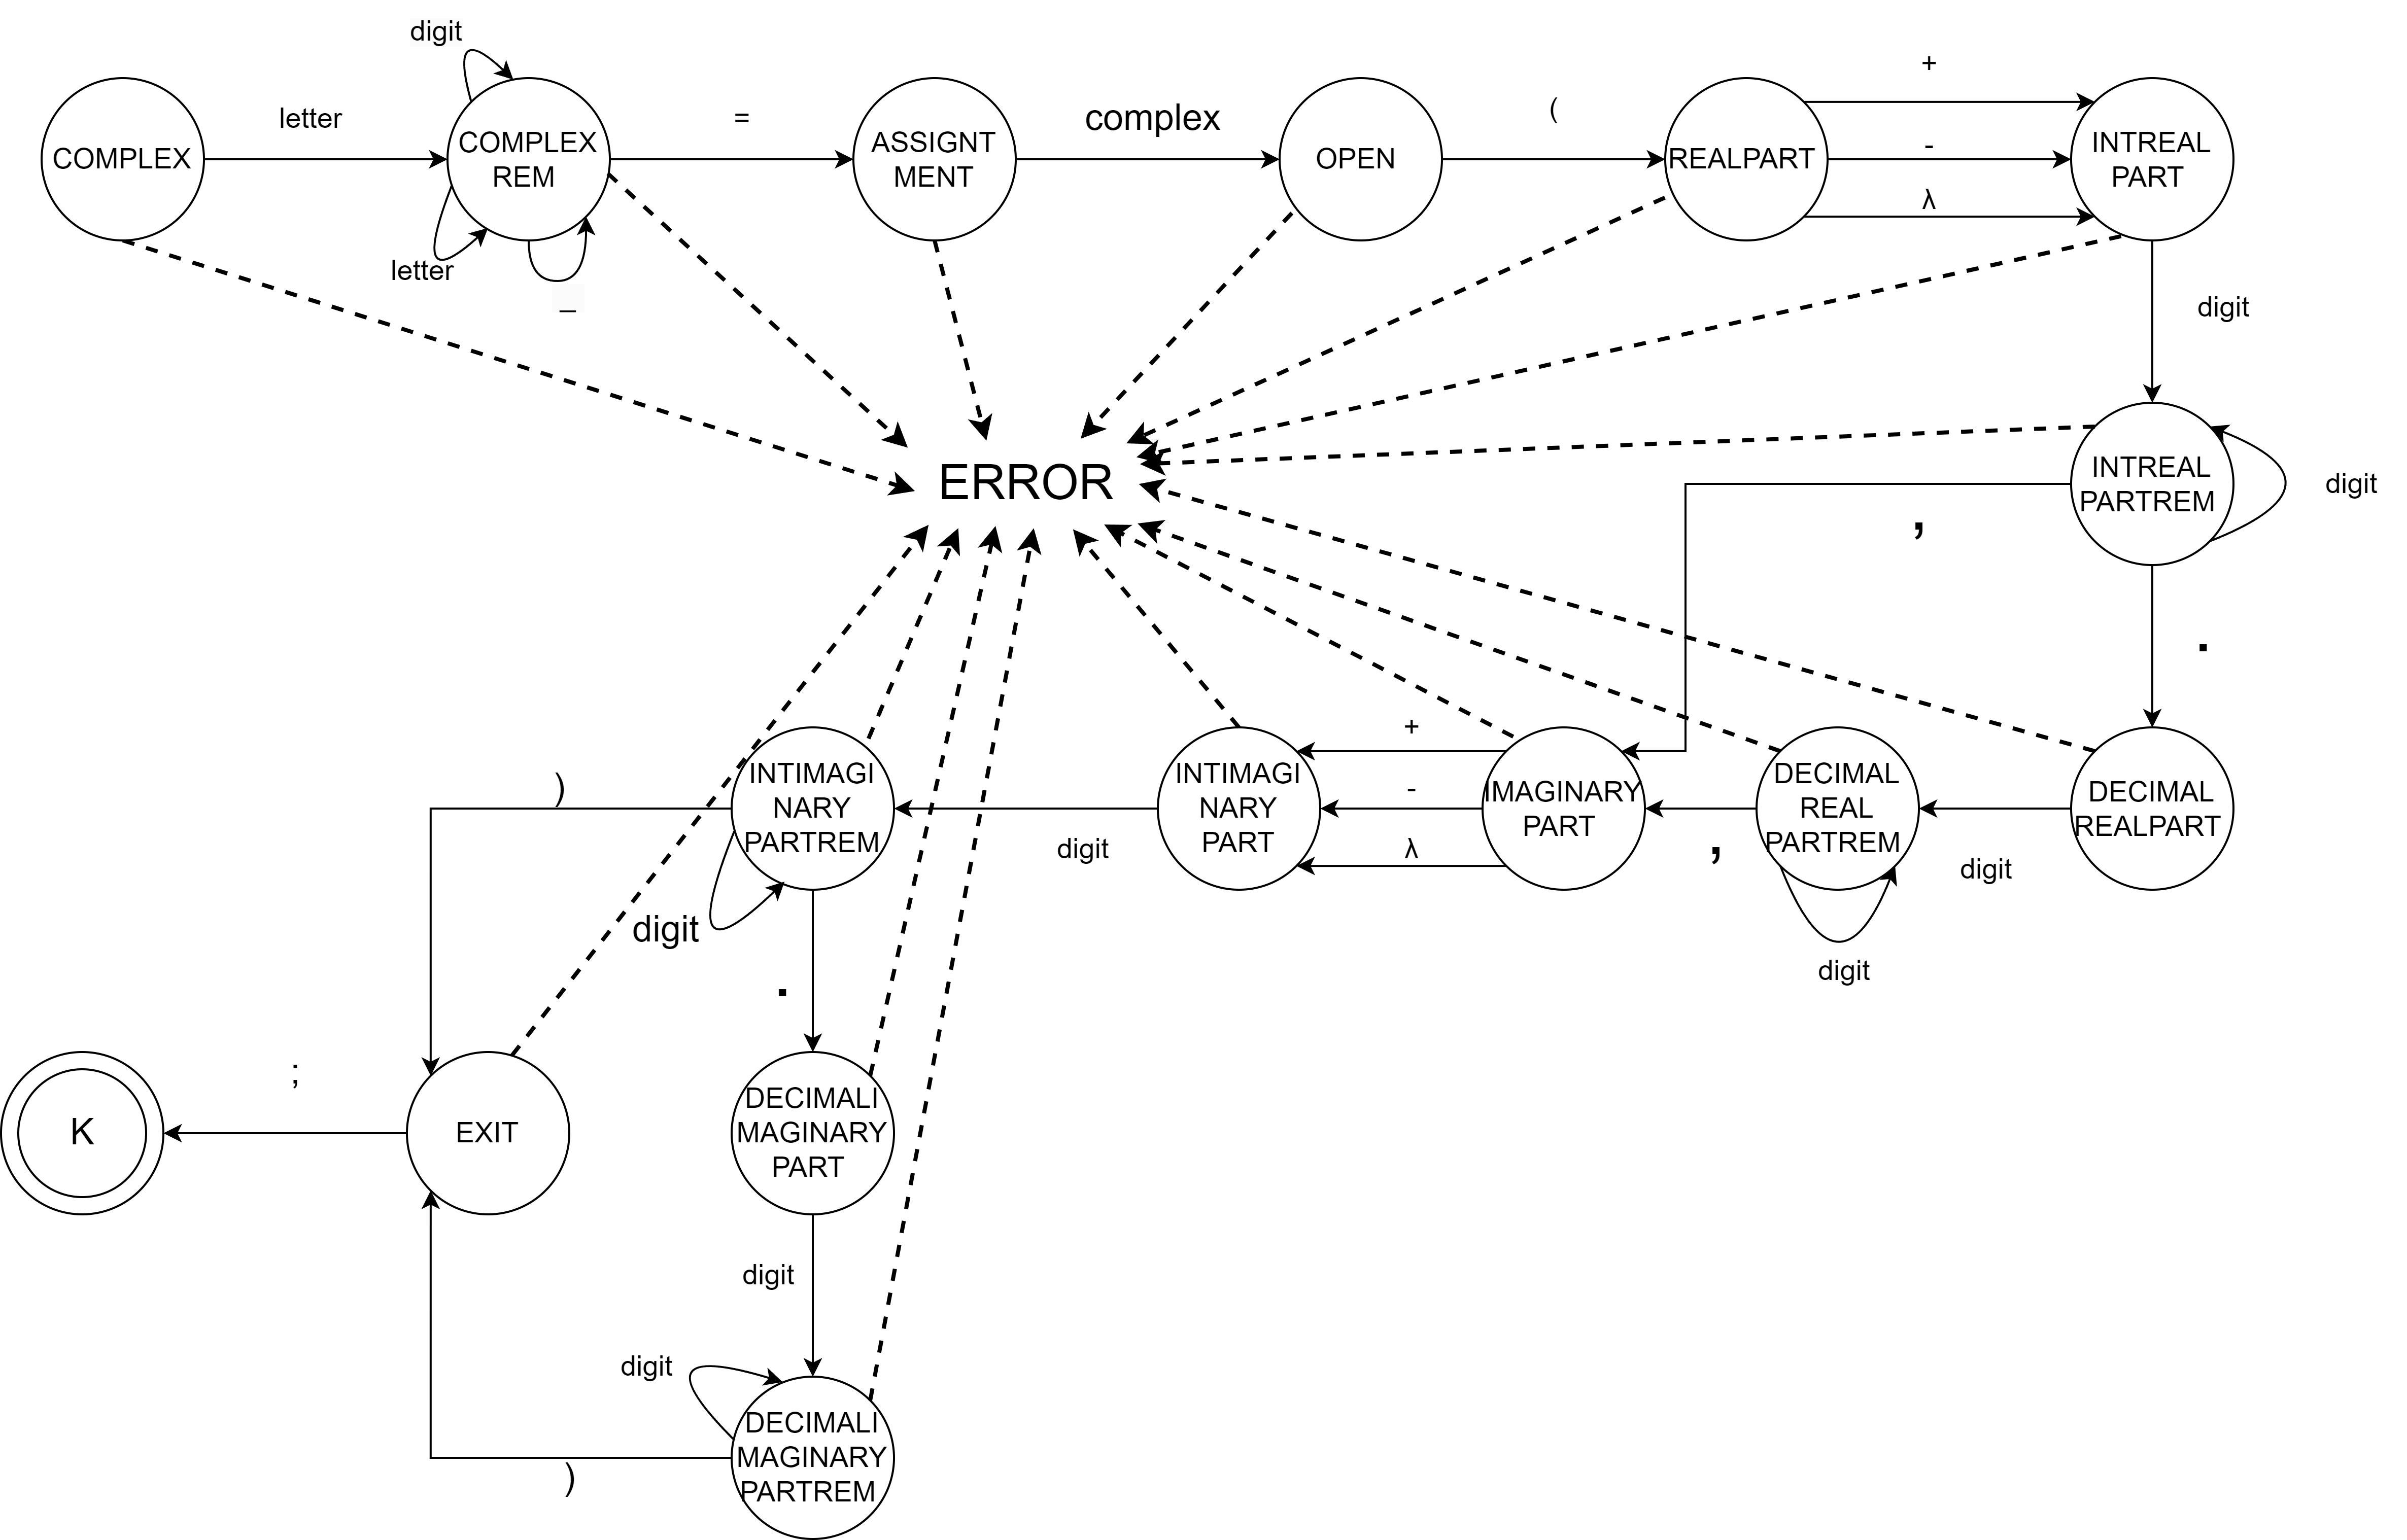 digit
COMPLEX
letter
COMPLEX
REM
letter
_
=
ASSIGNT
MENT
complex
OPEN
(
REALPART
+
-
λ
INTREAL
PART
digit
ERROR
INTREAL
PARTREM
digit
,
.
)
INTIMAGI
NARY
PARTREM
digit
digit
INTIMAGI
NARY
PART
+
-
λ
IMAGINARY
PART
,
DECIMAL
REAL
PARTREM
digit
digit
DECIMAL
REALPART
.
K
;
EXIT
DECIMALI
MAGINARY
PART
digit
digit
DECIMALI
MAGINARY
PARTREM
)